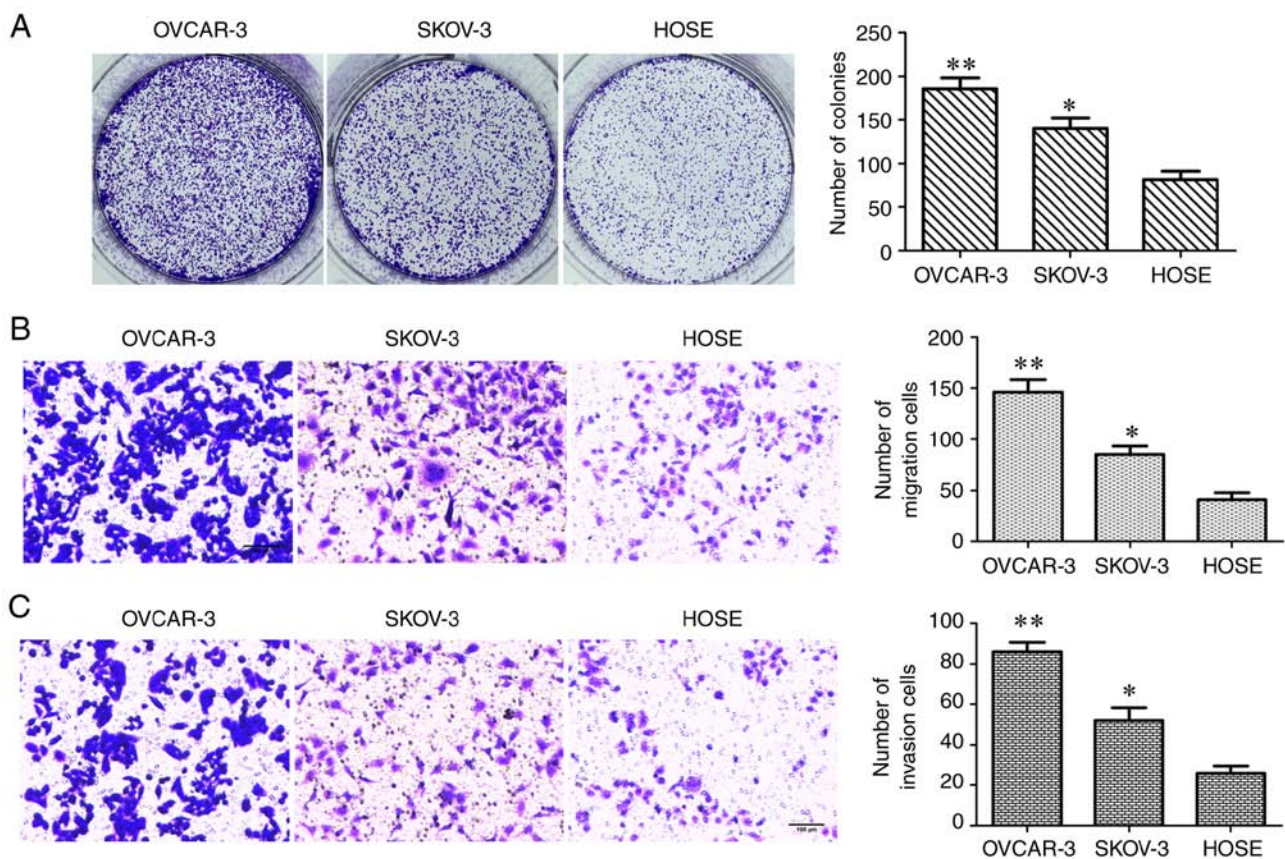 A
OVCAR-3 SKOV-3 HOSE
Number of colonies
250
200
150
100
50
0
**
*
OVCAR-3 SKOV-3 HOSE
B
OVCAR-3 SKOV-3 HOSE
Number of
migration cells
200
150
100
50
0
**
*
OVCAR-3 SKOV-3 HOSE
C
OVCAR-3 SKOV-3 HOSE
100 µm
Number of
invasion cells
100
80
60
40
20
0
**
*
OVCAR-3 SKOV-3 HOSE